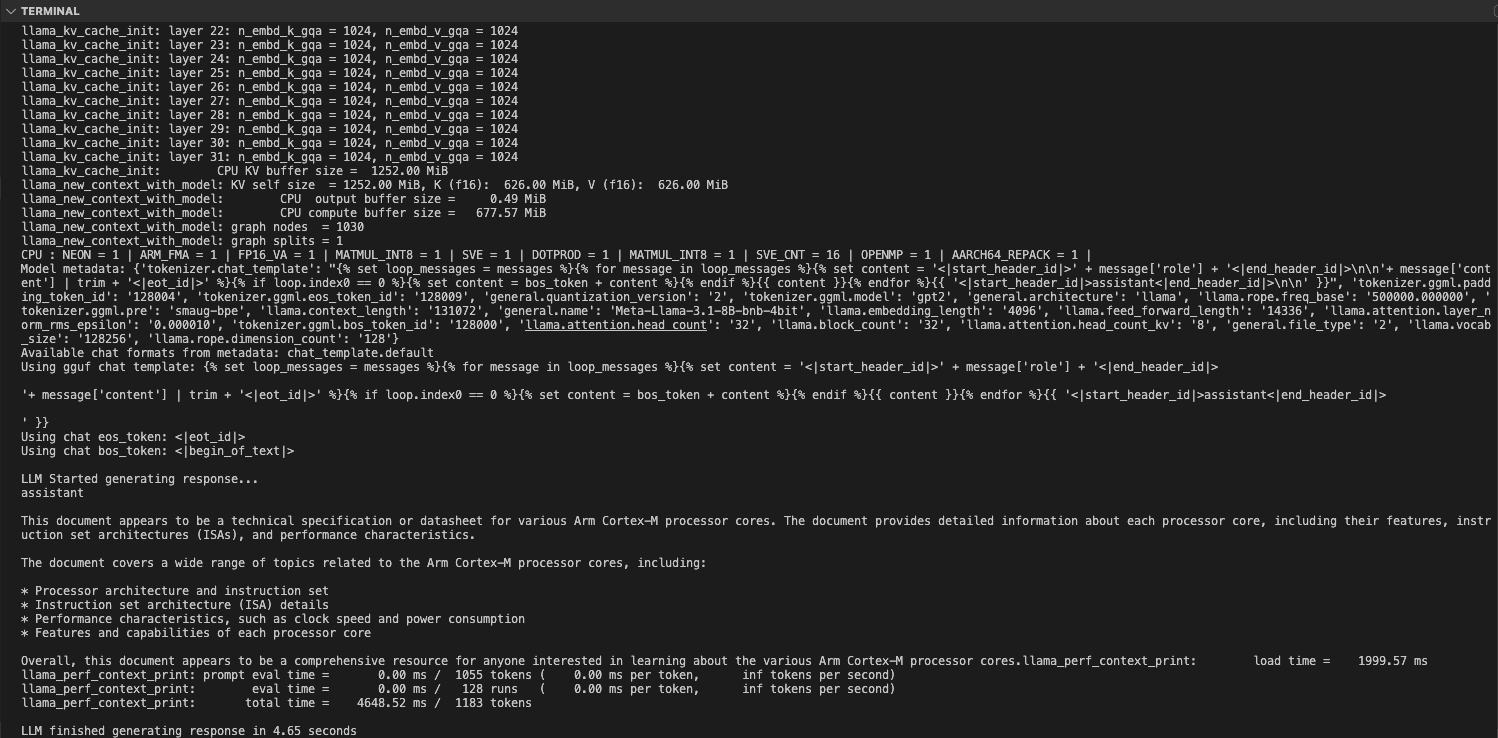 TERMINAL
llama_kv_cache_init: layer 22: n_embd_k_gqa = 1024, n_embd_v_gqa = 1024
llama_kv_cache_init: layer 23: n_embd_k_gqa = 1024, n_embd_v_gqa = 1024
llama_kv_cache_init: layer 24: n_embd_k_gqa = 1024, n_embd_v_gqa = 1024
llama_kv_cache_init: layer 25: n_embd_k_gqa = 1024, n_embd_v_gqa = 1024
llama_kv_cache_init: layer 26: n_embd_k_gqa = 1024, n_embd_v_gqa = 1024
llama_kv_cache_init: layer 27: n_embd_k_gqa = 1024, n_embd_v_gqa = 1024
llama_kv_cache_init: layer 28: n_embd_k_gqa = 1024, n_embd_v_gqa = 1024
llama_kv_cache_init: layer 29: n_embd_k_gqa = 1024, n_embd_v_gqa = 1024
llama_kv_cache_init: layer 30: n_embd_k_gqa = 1024, n_embd_v_gqa = 1024
llama_kv_cache_init: layer 31: n_embd_k_gqa = 1024, n_embd_v_gqa = 1024
llama_kv_cache_init:        CPU KV buffer size =  1252.00 MiB
llama_new_context_with_model: KV self size  = 1252.00 MiB, K (f16):  626.00 MiB, V (f16):  626.00 MiB
llama_new_context_with_model:        CPU  output buffer size =     0.49 MiB
llama_new_context_with_model:        CPU compute buffer size =   677.57 MiB
llama_new_context_with_model: graph nodes  = 1030
llama_new_context_with_model: graph splits = 1
CPU : NEON = 1 | ARM_FMA = 1 | FP16_VA = 1 | MATMUL_INT8 = 1 | SVE = 1 | DOTPROD = 1 | MATMUL_INT8 = 1 | SVE_CNT = 16 | OPENMP = 1 | AARCH64_REPACK = 1 |
Model metadata: {'tokenizer.chat_template': "{% set loop_messages = messages %}{% for message in loop_messages %}{% set content = '<|start_header_id|>' + message['role'] + '<|end_header_id|>\n\n'+ message['cont
ent'] | trim + '<|eot_id|>' %}{% if loop.index0 == 0 %}{% set content = bos_token + content %}{% endif %}{{ content }}{% endfor %}{{ '<|start_header_id|>assistant<|end_header_id|>\n\n' }}", 'tokenizer.ggml.padd
ing_token_id': '128004', 'tokenizer.ggml.eos_token_id': '128009', 'general.quantization_version': '2', 'tokenizer.ggml.model': 'gpt2', 'general.architecture': 'llama', 'llama.rope.freq_base': '500000.000000', '
tokenizer.ggml.pre': 'smaug-bpe', 'llama.context_length': '131072', 'general.name': 'Meta-Llama-3.1-8B-bnb-4bit', 'llama.embedding_length': '4096', 'llama.feed_forward_length': '14336', 'llama.attention.layer_n
orm_rms_epsilon': '0.000010', 'tokenizer.ggml.bos_token_id': '128000', 'llama.attention.head_count': '32', 'llama.block_count': '32', 'llama.attention.head_count_kv': '8', 'general.file_type': '2', 'llama.vocab
_size': '128256', 'llama.rope.dimension_count': '128'}
Available chat formats from metadata: chat_template.default
Using gguf chat template: {% set loop_messages = messages %}{% for message in loop_messages %}{% set content = '<|start_header_id|>' + message['role'] + '<|end_header_id|>
'+ message['content'] | trim + '<|eot_id|>' %}{% if loop.index0 == 0 %}{% set content = bos_token + content %}{% endif %}{{ content }}{% endfor %}{{ '<|start_header_id|>assistant<|end_header_id|>
' }}
Using chat eos_token: <|eot_id|>
Using chat bos_token: <|begin_of_text|>
LLM Started generating response...
assistant
This document appears to be a technical specification or datasheet for various Arm Cortex-M processor cores. The document provides detailed information about each processor core, including their features, instr
uction set architectures (ISAs), and performance characteristics.
The document covers a wide range of topics related to the Arm Cortex-M processor cores, including:
* Processor architecture and instruction set
* Instruction set architecture (ISA) details
* Performance characteristics, such as clock speed and power consumption
* Features and capabilities of each processor core
Overall, this document appears to be a comprehensive resource for anyone interested in learning about the various Arm Cortex-M processor cores.llama_perf_context_print:        load time =    1999.57 ms
llama_perf_context_print: prompt eval time =       0.00 ms /  1055 tokens (    0.00 ms per token,      inf tokens per second)
llama_perf_context_print:        eval time =       0.00 ms /   128 runs   (    0.00 ms per token,      inf tokens per second)
llama_perf_context_print:       total time =    4648.52 ms /  1183 tokens
LLM finished generating response in 4.65 seconds